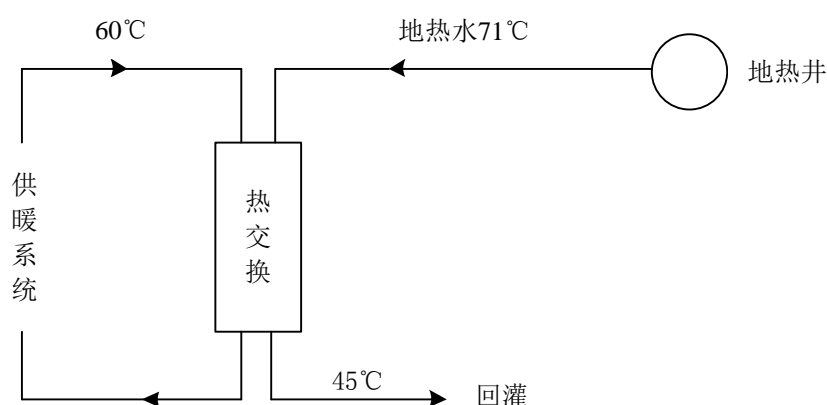 60℃
地热水71℃
地热井
供暖系统
热交换
45℃
回灌